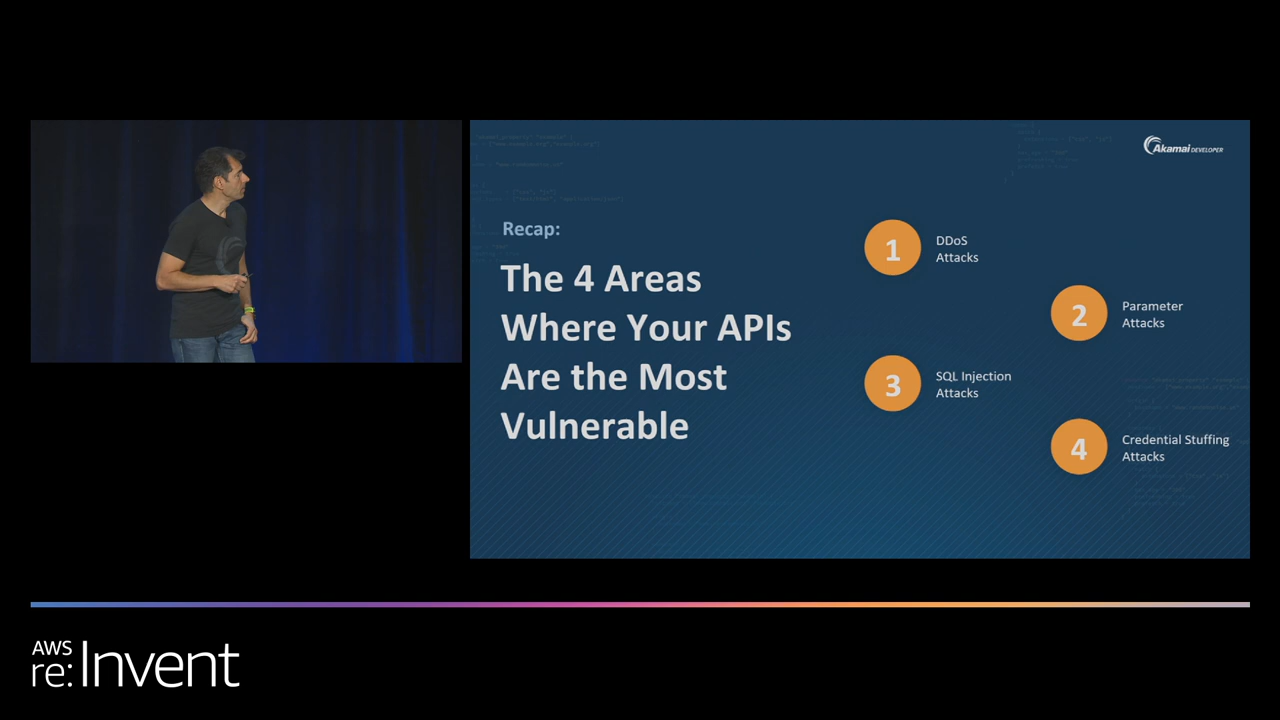 Akamai DEVELOPER
Recap:
The 4 Areas
Where Your APIs
Are the Most
Vulnerable
1
DDoS
Attacks
2
Parameter
Attacks
3
SQL Injection
Attacks
4
Credential Stuffing
Attacks
AWS
re:Invent